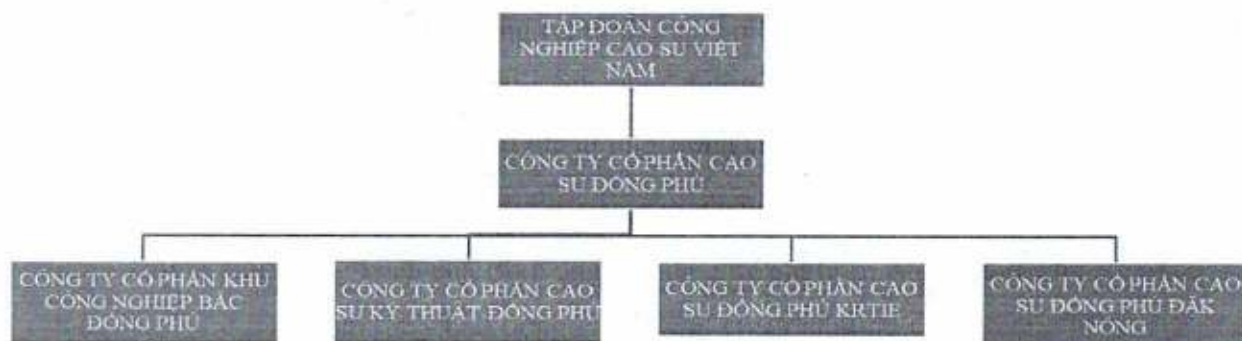 TẬP ĐOÀN CÔNG
NGHIỆP CAO SU VIỆT
NAM
CÔNG TY CỔ PHẦN CAO
SU ĐỒNG PHÚ
CÔNG TY CỔ PHẦN KHU
CÔNG NGHIỆP BẮC
ĐỒNG PHÚ
CÔNG TY CỔ PHẦN CAO
SU KỸ THUẬT ĐỒNG PHÚ
CÔNG TY CỔ PHẦN CAO
SU ĐỒNG PHÚ KRTIE
CÔNG TY CỔ PHẦN CAO
SU ĐỒNG PHÚ ĐĂK
NÔNG